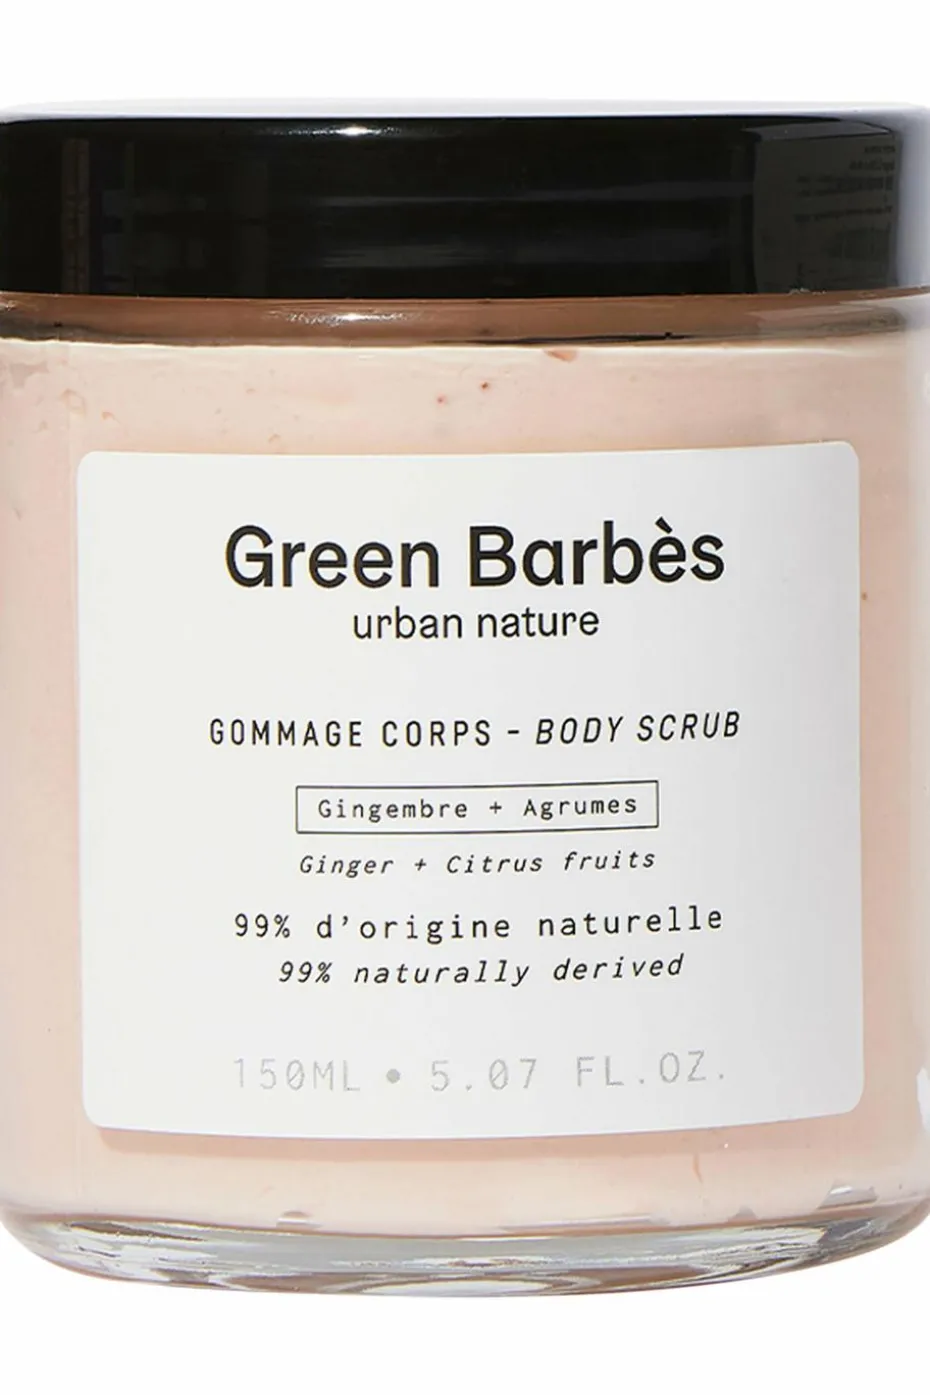 Green Barbès
urban nature
GOMMAGE CORPS - BODY SCRUB
Gingembre + Agrumes
Ginger + Citrus fruits
99% d'origine naturelle
99% naturally derived
150ML • 5.07 FL.OZ.